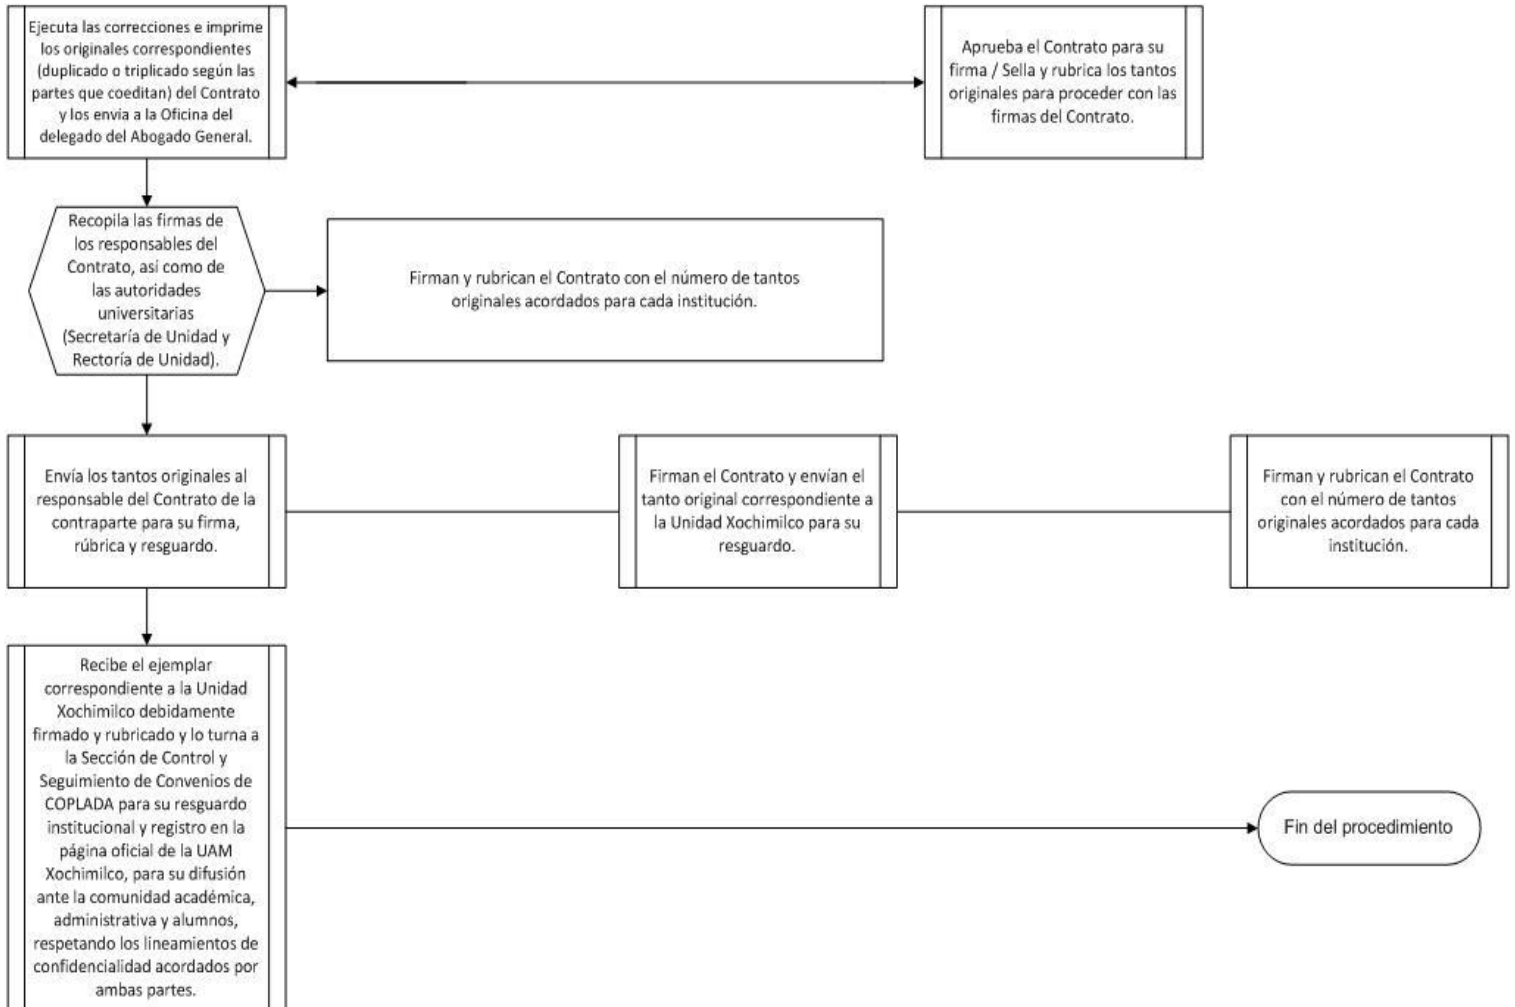 Ejecuta las correcciones e imprime
los originales correspondientes
(duplicado o triplicado según las
partes que coeditan) del Contrato
y los envía a la Oficina del
delegado del Abogado General.
Aprueba el Contrato para su
firma / Sella y rubrica los tantos
originales para proceder con las
firmas del Contrato.
Recopila las firmas de
los responsables del
Contrato, así como de
las autoridades
universitarias
(Secretaría de Unidad y
Rectoría de Unidad).
Firman y rubrican el Contrato con el número de tantos
originales acordados para cada institución.
Envía los tantos originales al
responsable del Contrato de la
contraparte para su firma,
rúbrica y resguardo.
Firman el Contrato y envían el
tanto original correspondiente a
la Unidad Xochimilco para su
resguardo.
Firman y rubrican el Contrato
con el número de tantos
originales acordados para cada
institución.
Recibe el ejemplar
correspondiente a la Unidad
Xochimilco debidamente
firmado y rubricado y lo turna a
la Sección de Control y
Seguimiento de Convenios de
COPLADA para su resguardo
institucional y registro en la
página oficial de la UAM
Xochimilco, para su difusión
ante la comunidad académica,
administrativa y alumnos,
respetando los lineamientos de
confidencialidad acordados por
ambas partes.
Fin del procedimiento